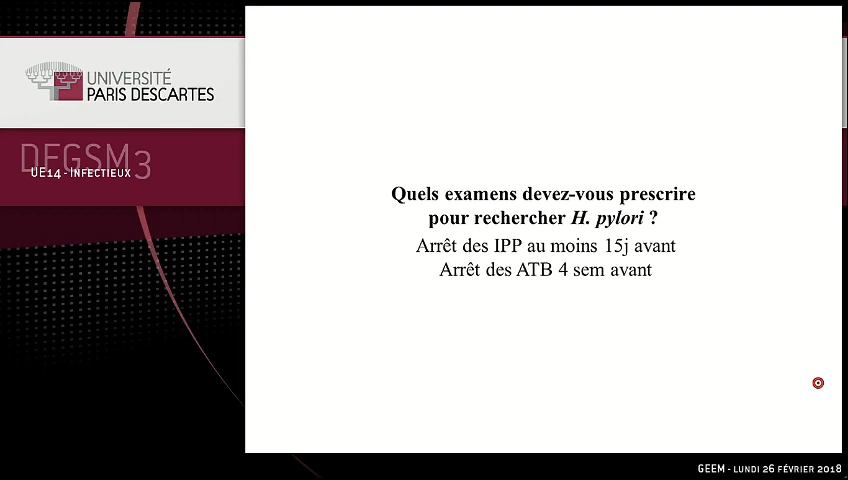 UNIVERSITÉ
PARIS DESCARTES
DFGSM3
UE14 - INFECTIEUX
Quels examens devez-vous prescrire
pour rechercher H. pylori ?
Arrêt des IPP au moins 15j avant
Arrêt des ATB 4 sem avant
GEEM - LUNDI 26 FÉVRIER 2018